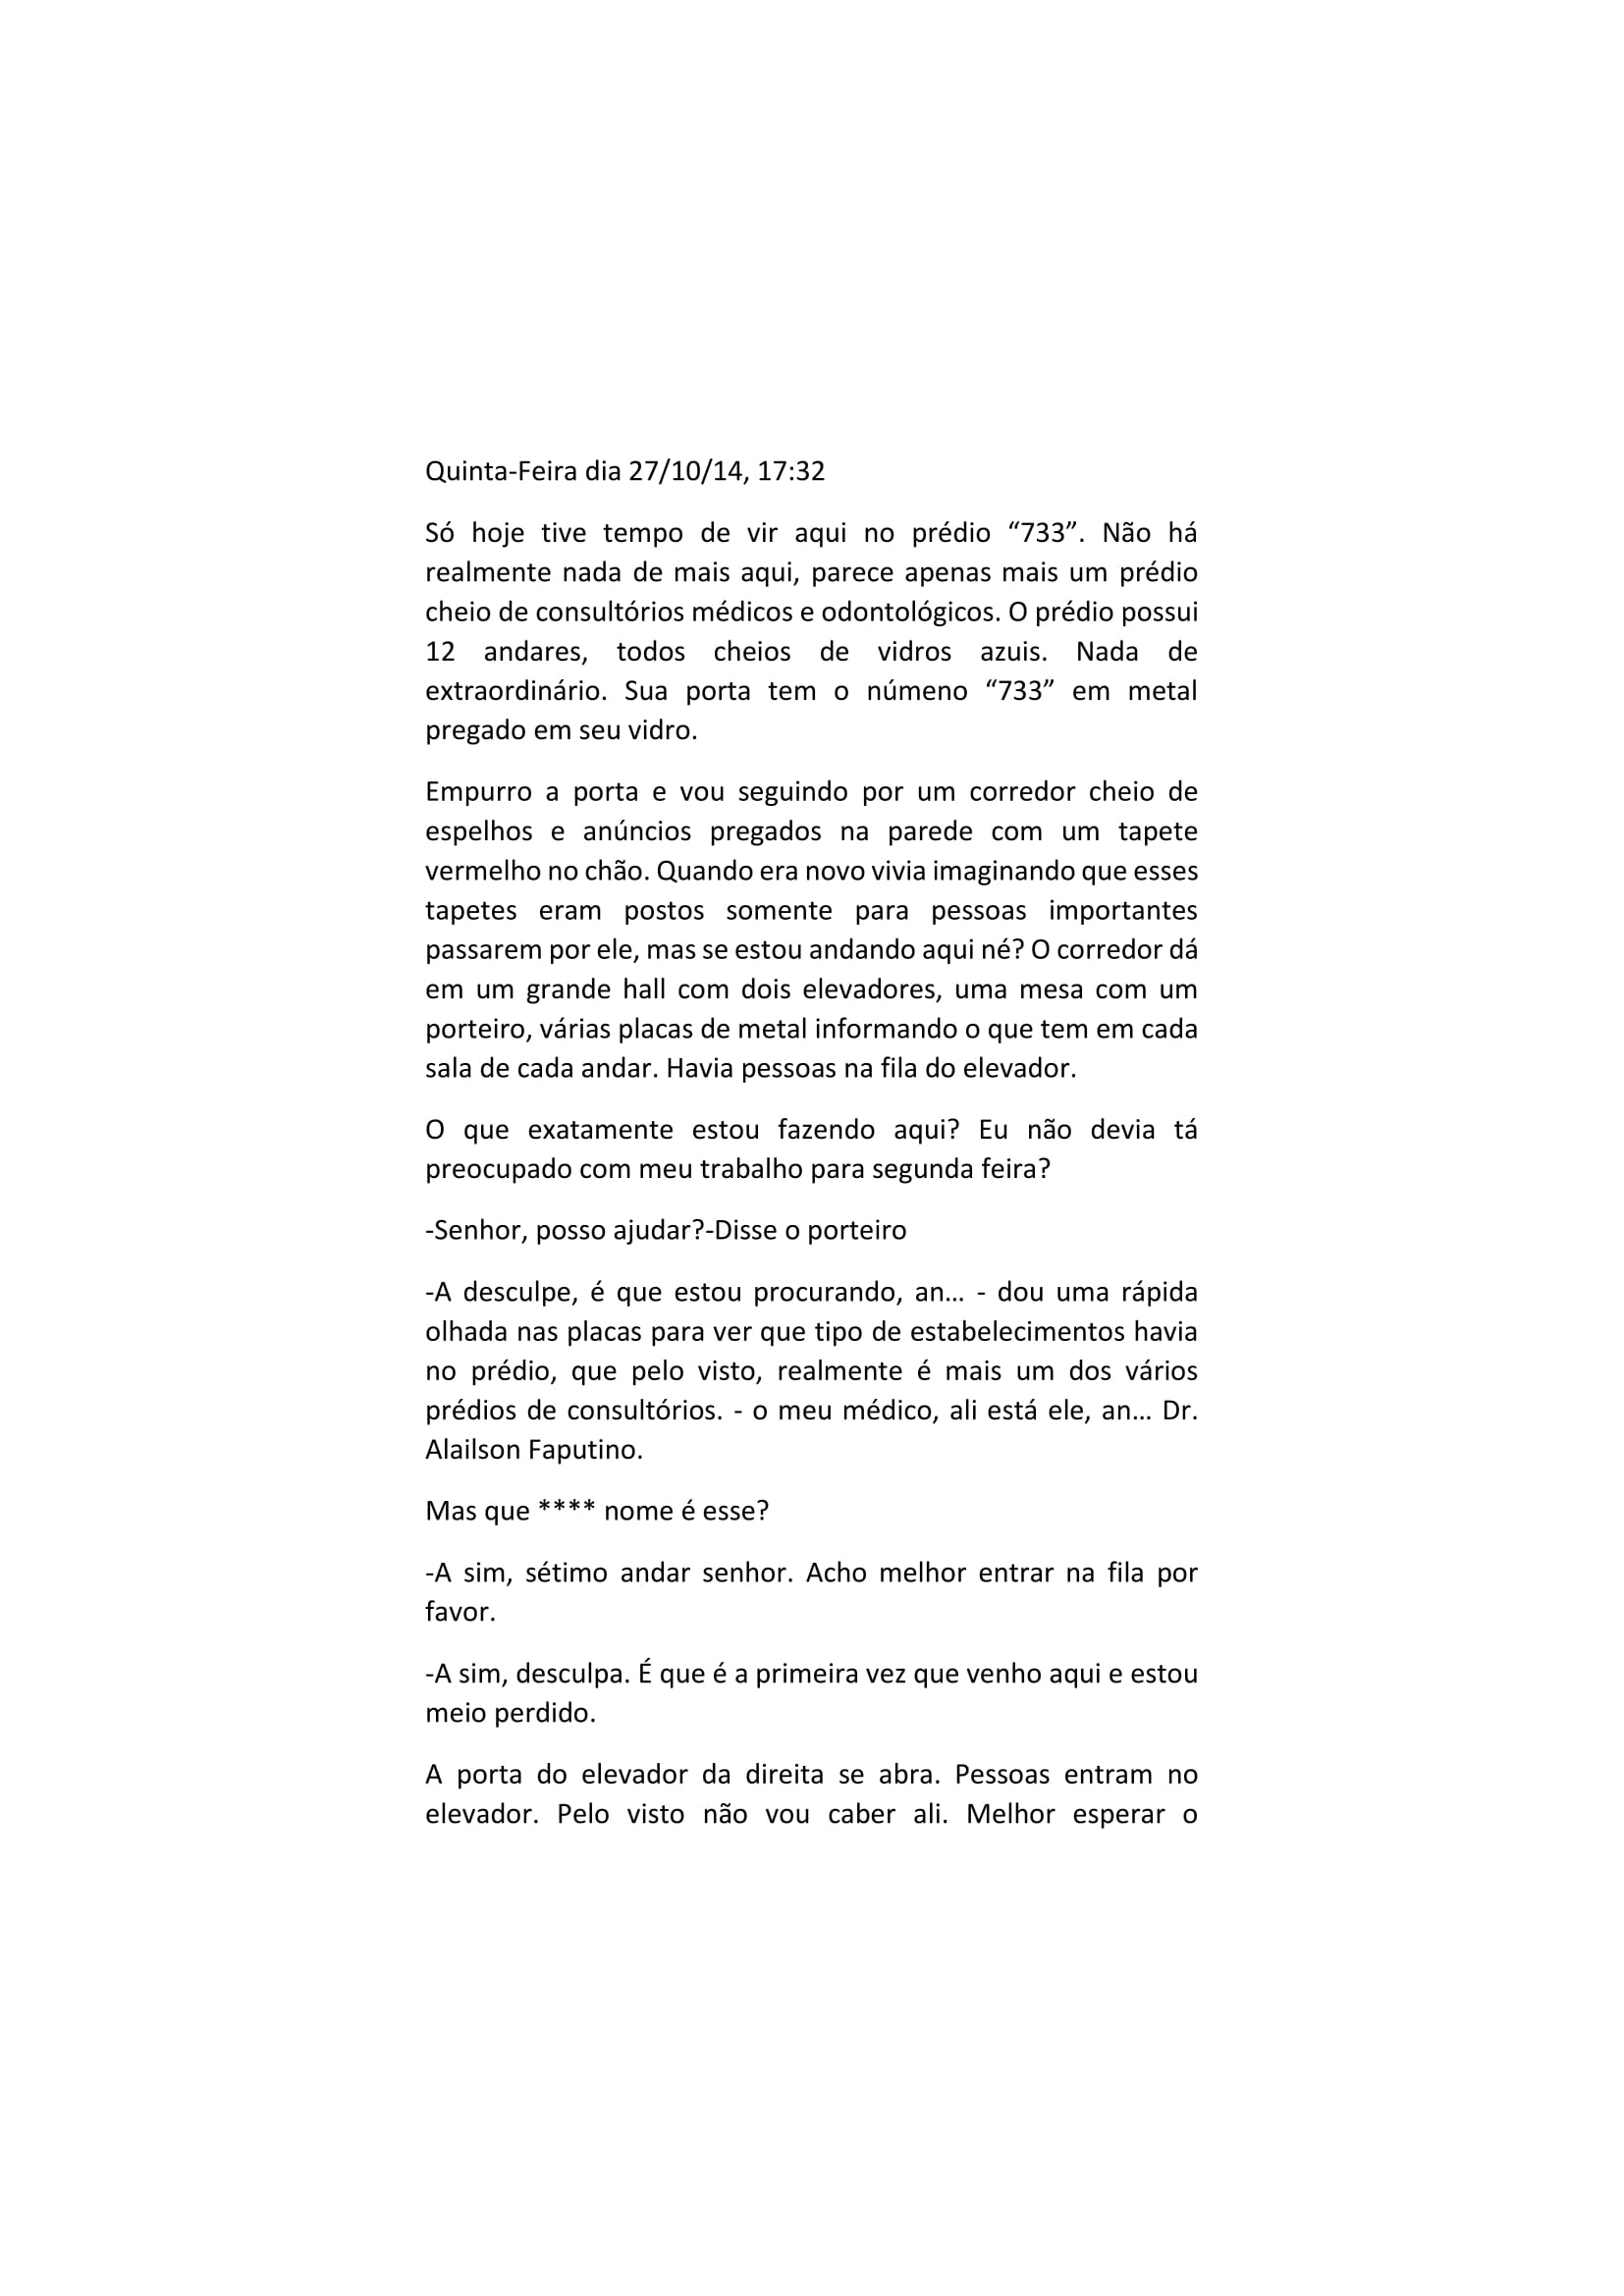 Quinta-Feira dia 27/10/14, 17:32
Só hoje tive tempo de vir aqui no prédio “733”. Não há
realmente nada de mais aqui, parece apenas mais um prédio
cheio de consultórios médicos e odontológicos. O prédio possui
12 andares, todos cheios de vidros azuis. Nada de
extraordinário. Sua porta tem o númeno “733” em metal
pregado em seu vidro.
Empurro a porta e vou seguindo por um corredor cheio de
espelhos e anúncios pregados na parede com um tapete
vermelho no chão. Quando era novo vivia imaginando que esses
tapetes eram postos somente para pessoas importantes
passarem por ele, mas se estou andando aqui né? O corredor dá
em um grande hall com dois elevadores, uma mesa com um
porteiro, várias placas de metal informando o que tem em cada
sala de cada andar. Havia pessoas na fila do elevador.
O que exatamente estou fazendo aqui? Eu não devia tá
preocupado com meu trabalho para segunda feira?
-Senhor, posso ajudar?-Disse o porteiro
-A desculpe, é que estou procurando, an... - dou uma rápida
olhada nas placas para ver que tipo de estabelecimentos havia
no prédio, que pelo visto, realmente é mais um dos vários
prédios de consultórios. - o meu médico, ali está ele, an... Dr.
Alailson Faputino.
Mas que **** nome é esse?
-A sim, sétimo andar senhor. Acho melhor entrar na fila por
favor.
-A sim, desculpa. É que é a primeira vez que venho aqui e estou
meio perdido.
A porta do elevador da direita se abra. Pessoas entram no
elevador. Pelo visto não vou caber ali. Melhor esperar o